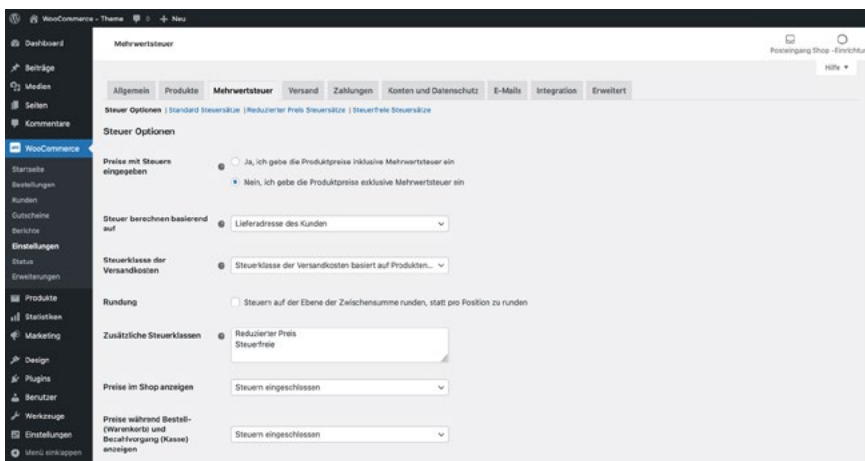 WooCommerce - Theme 0 + Neu
Dashboard
Beiträge
Medien
Seiten
Kommentare
WooCommerce
Startseite
Bestellungen
Kunden
Gutscheine
Berichte
Einstellungen
Status
Erweiterungen
Produkte
Statistiken
Marketing
Design
Plugins
Benutzer
Werkzeuge
Einstellungen
Menü einklappen
Mehrwertsteuer
Posteingang Shop -Einrichtu
Hilfe
Allgemein Produkte Mehrwertsteuer Versand Zahlungen Konten und Datenschutz E-Mails Integration Erweitert
Steuer Optionen | Standard Steuersätze | Reduzierter Preis Steuersätze | Steuerfreie Steuersätze
Steuer Optionen
Preise mit Steuern
eingegeben
Ja, ich gebe die Produktpreise inklusive Mehrwertsteuer ein
Nein, ich gebe die Produktpreise exklusive Mehrwertsteuer ein
Steuer berechnen basierend
auf
Lieferadresse des Kunden
Steuerklasse der
Versandkosten
Steuerklasse der Versandkosten basiert auf Produkten...
Rundung
Steuern auf der Ebene der Zwischensumme runden, statt pro Position zu runden
Zusätzliche Steuerklassen
Reduzierter Preis
Steuerfreie
Preise im Shop anzeigen
Steuern eingeschlossen
Preise während Bestell-
(Warenkorb) und
Bezahlvorgang (Kasse)
anzeigen
Steuern eingeschlossen